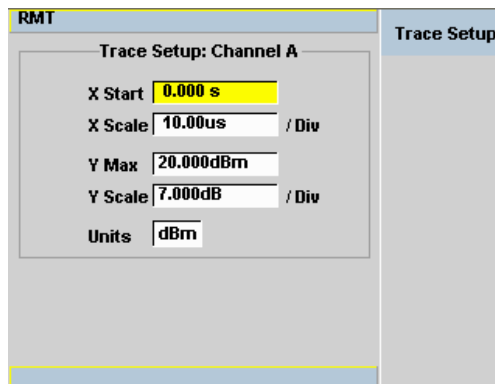 RMT
Trace Setup
Trace Setup: Channel A
X Start 0.000 s
X Scale 10.00us / Div
Y Max 20.000dBm
Y Scale 7.000dB / Div
Units dBm